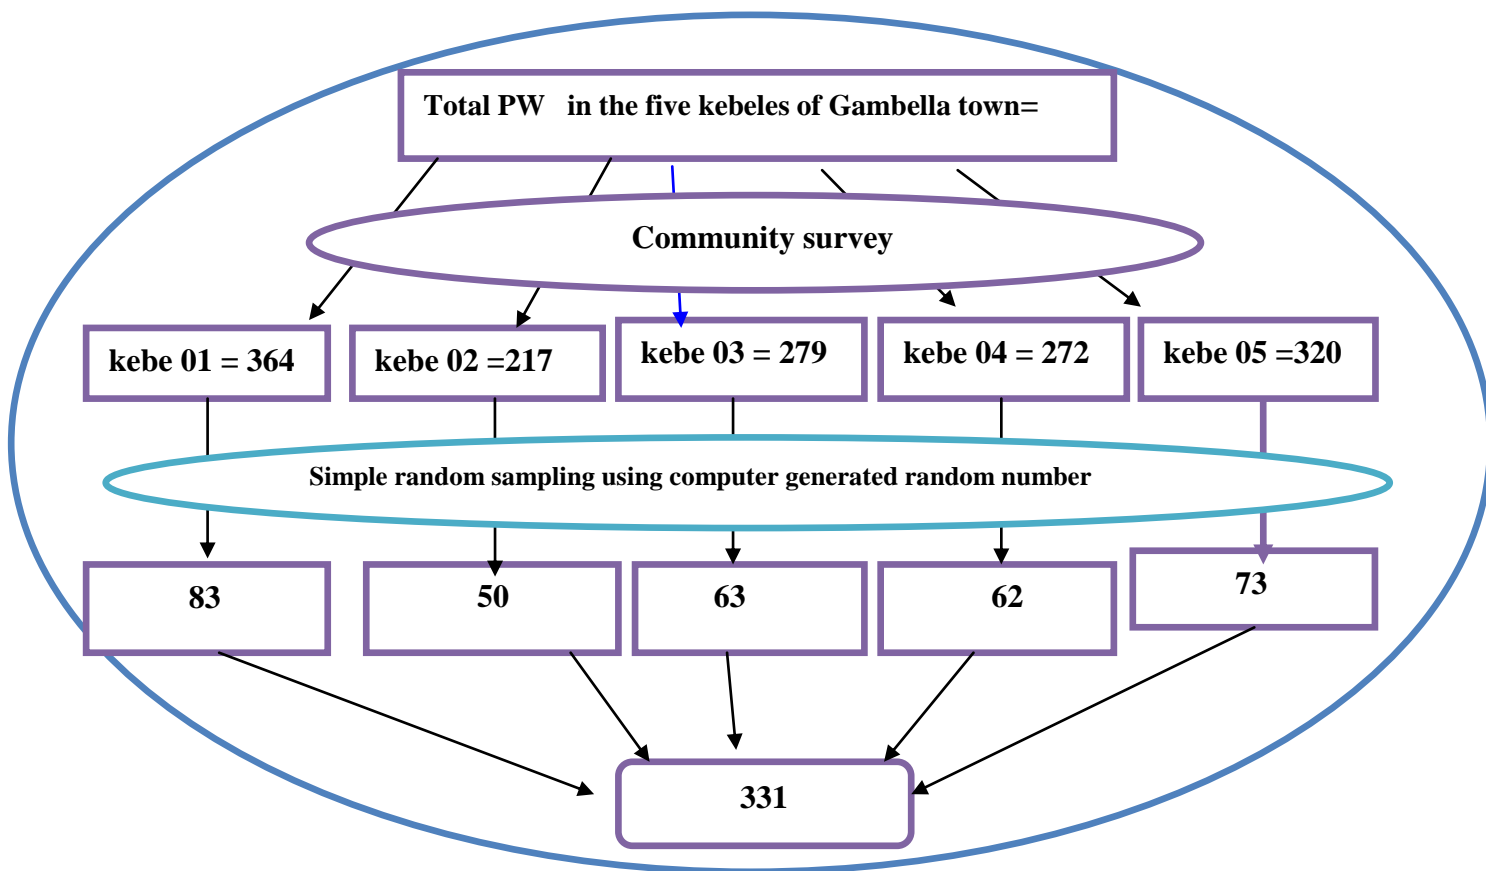 Total PW in the five kebeles of Gambella town=
Community survey
kebe 01 = 364
kebe 02 =217
kebe 03 = 279
kebe 04 = 272
kebe 05 =320
Simple random sampling using computer generated random number
83
50
63
62
73
331